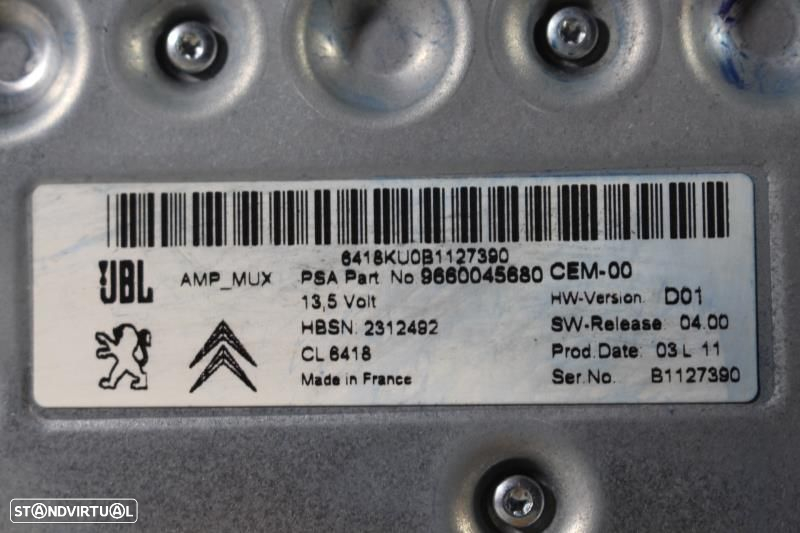 6418KU0B1127390
JBL AMP_MUX PSA Part No 9660045680 CEM-00
13,5 Volt HW-Version: D01
HBSN: 2312492 SW-Release: 04.00
CL 6418 Prod.Date: 03 L 11
Made in France Ser.No. B1127390
STANDVIRTUAL